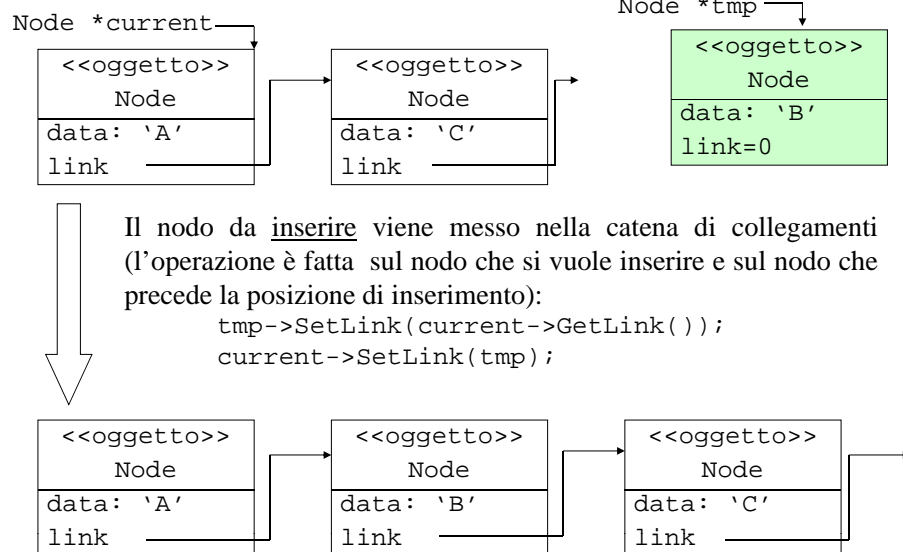 Node *current
Node *tmp
<<oggetto>>
Node
data: ‘A’
link
<<oggetto>>
Node
data: ‘C’
link
<<oggetto>>
Node
data: ‘B’
link=0
Il nodo da inserire viene messo nella catena di collegamenti
(l’operazione è fatta sul nodo che si vuole inserire e sul nodo che
precede la posizione di inserimento):
tmp->SetLink(current->GetLink());
current->SetLink(tmp);
<<oggetto>>
Node
data: ‘A’
link
<<oggetto>>
Node
data: ‘B’
link
<<oggetto>>
Node
data: ‘C’
link